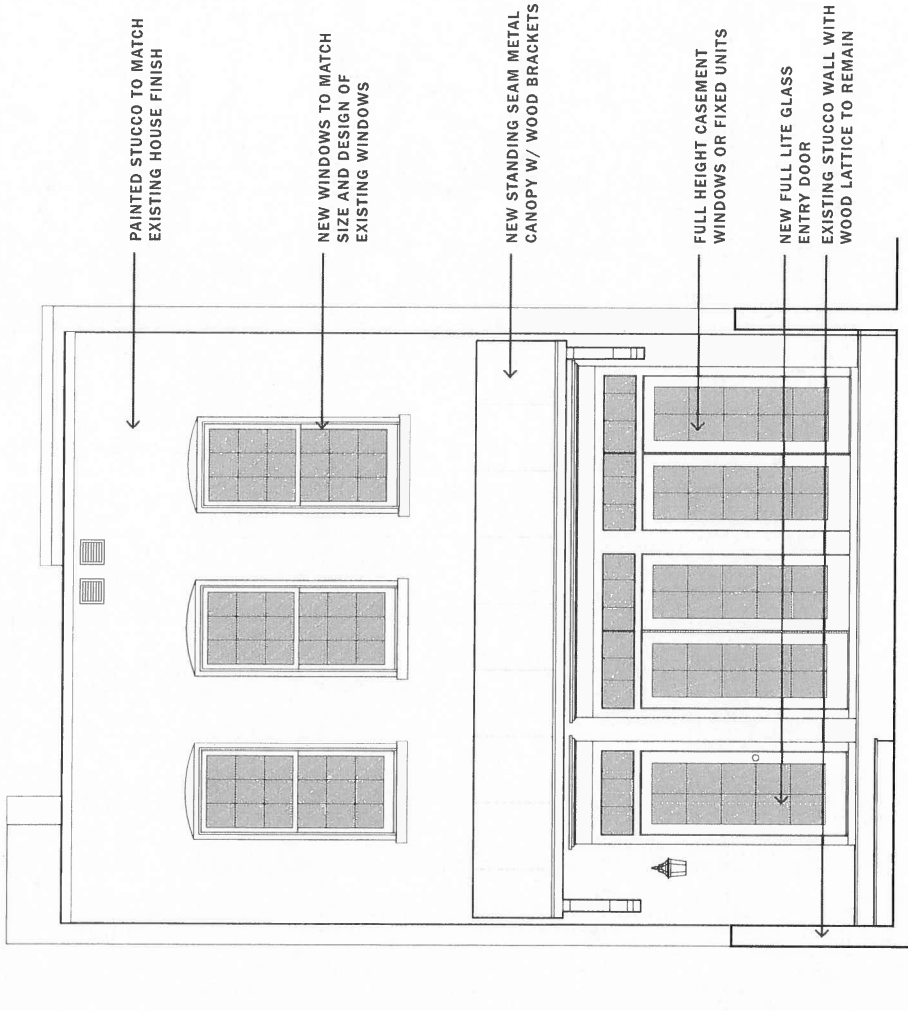 PAINTED STUCCO TO MATCH
EXISTING HOUSE FINISH
NEW WINDOWS TO MATCH
SIZE AND DESIGN OF
EXISTING WINDOWS
NEW STANDING SEAM METAL
CANOPY W/ WOOD BRACKETS
FULL HEIGHT CASEMENT
WINDOWS OR FIXED UNITS
NEW FULL LITE GLASS
ENTRY DOOR
EXISTING STUCCO WALL WITH
WOOD LATTICE TO REMAIN